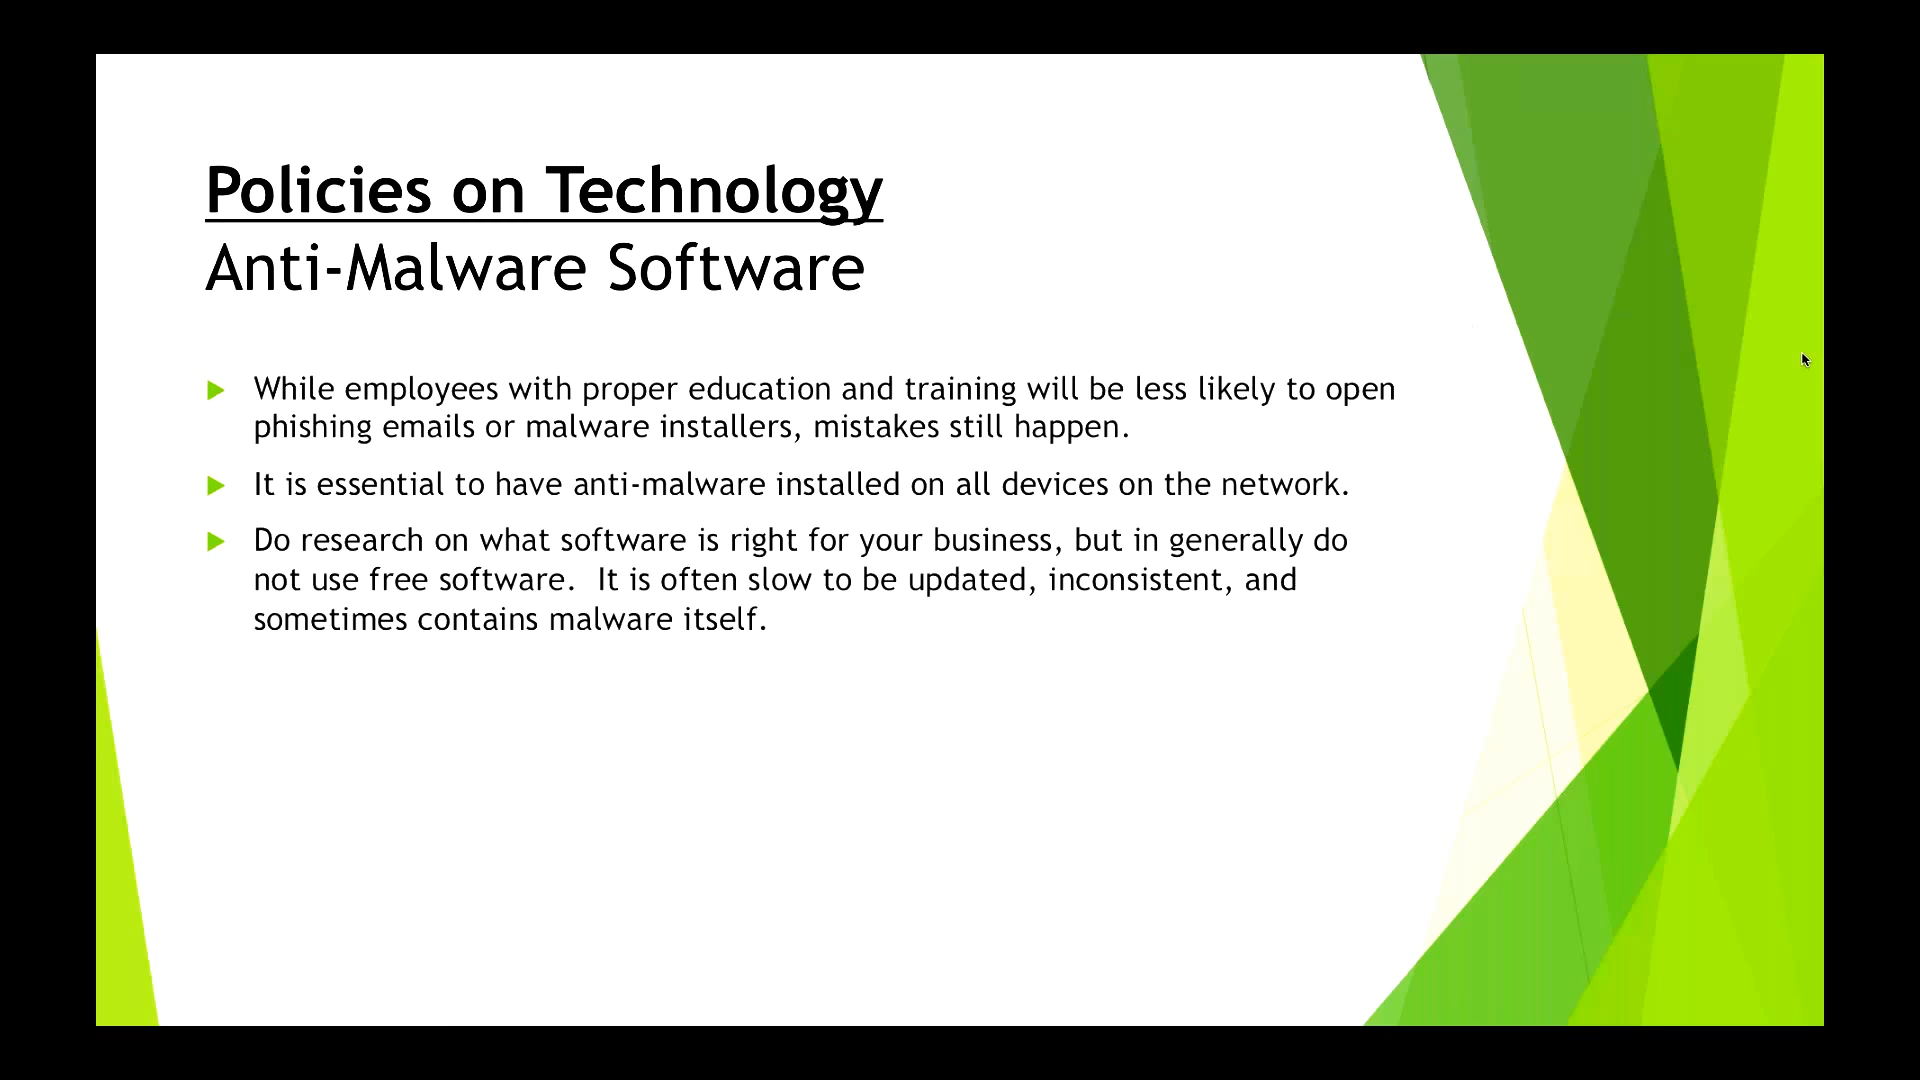 Policies on Technology
Anti-Malware Software
While employees with proper education and training will be less likely to open
phishing emails or malware installers, mistakes still happen.
It is essential to have anti-malware installed on all devices on the network.
Do research on what software is right for your business, but in generally do
not use free software.  It is often slow to be updated, inconsistent, and
sometimes contains malware itself.